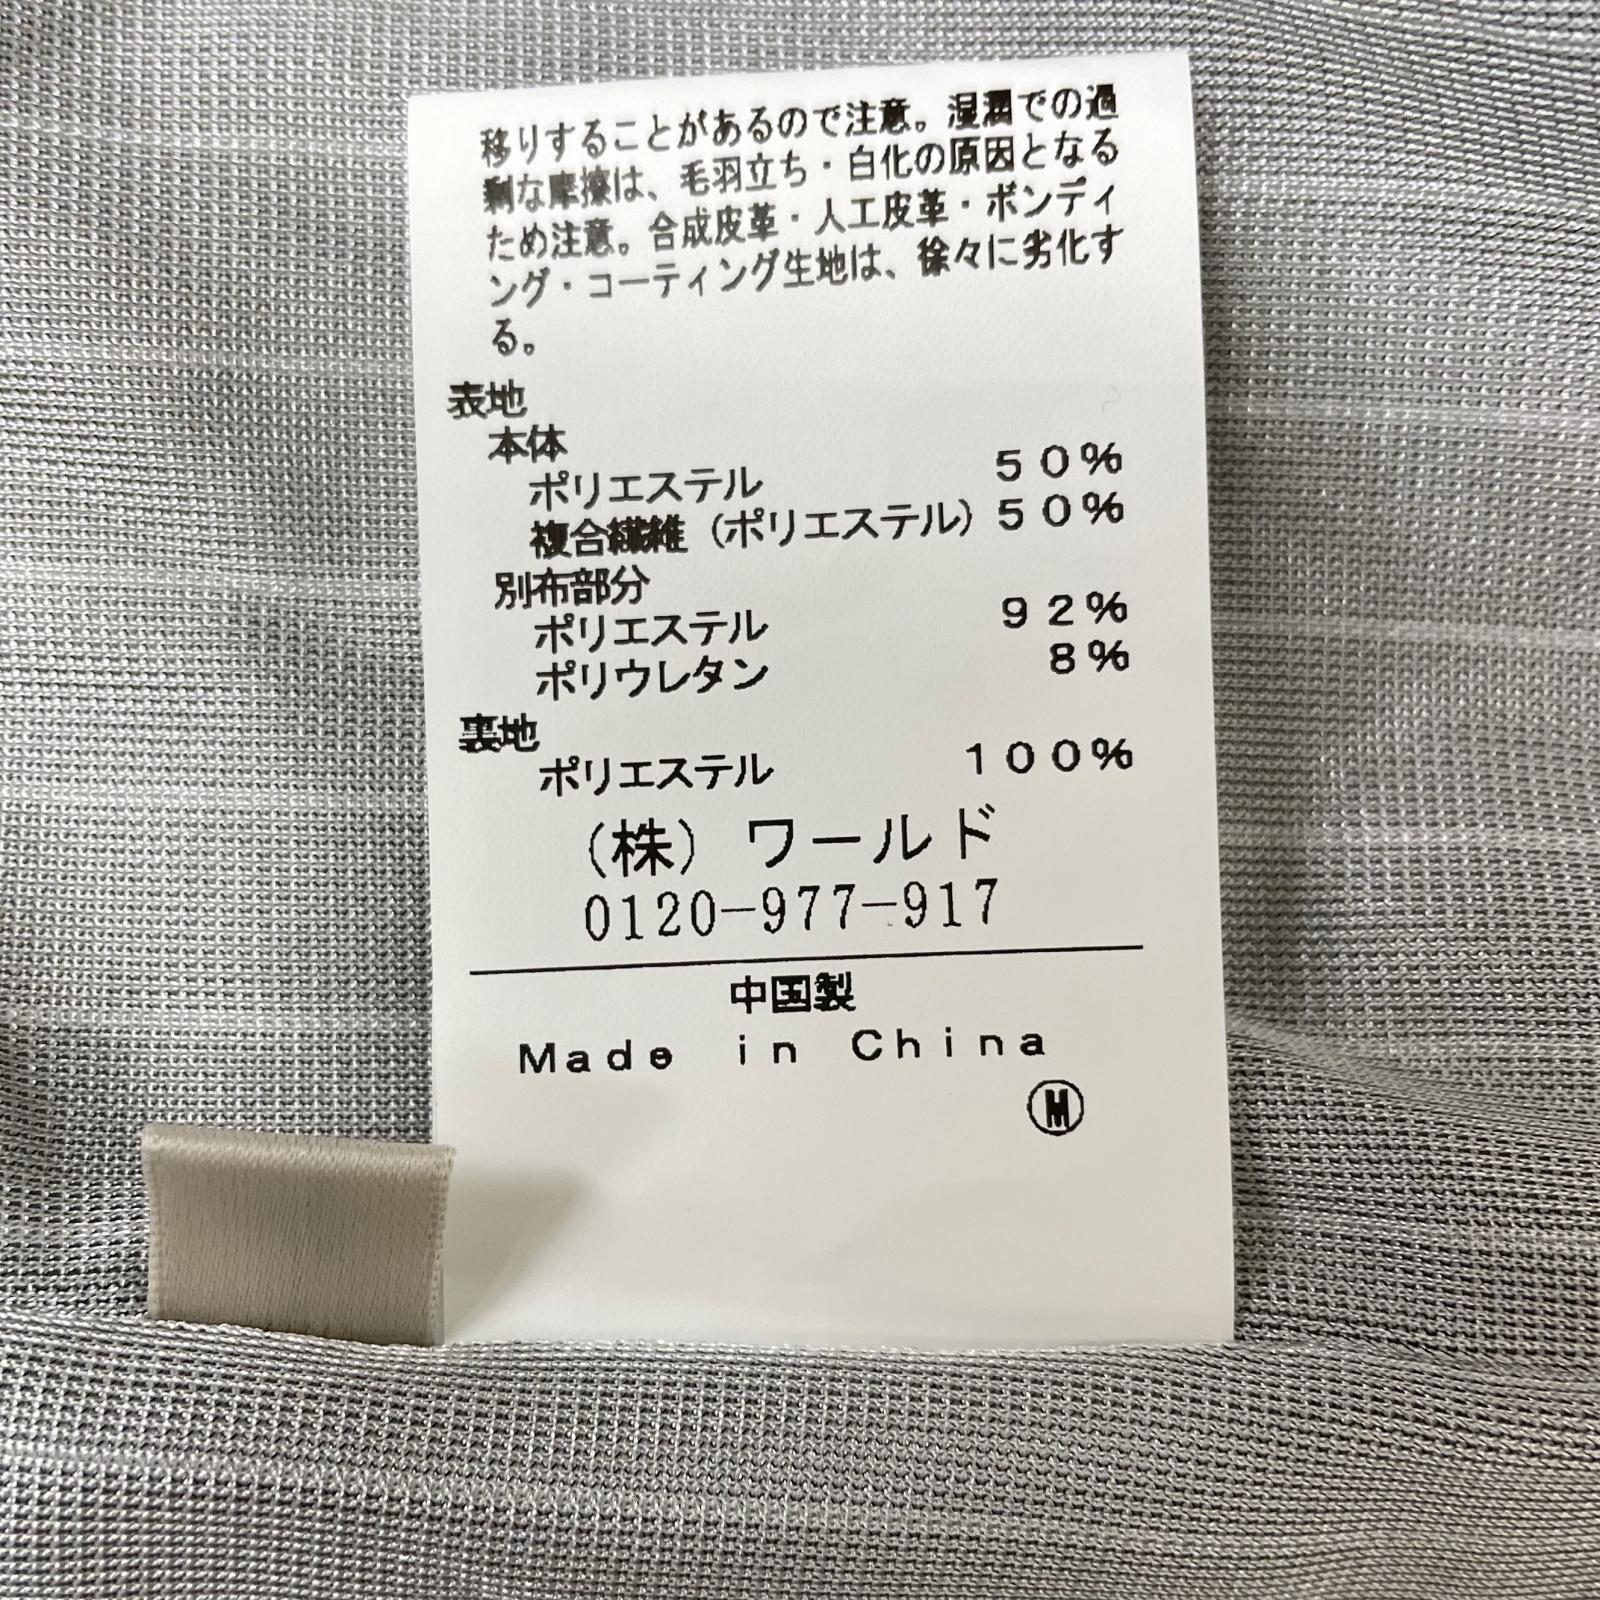 移りすることがあるので注意。湿潤での過
剰な摩擦は、毛羽立ち・白化の原因となる
ため注意。合成皮革・人工皮革・ボンディ
ング・コーティング生地は、徐々に劣化す
る。
表地
本体
ポリエステル 50%
複合繊維(ポリエステル) 50%
別布部分
ポリエステル 92%
ポリウレタン 8%
裏地
ポリエステル 100%
(株) ワールド
0120-977-917
中国製
Made in China
Ⓜ